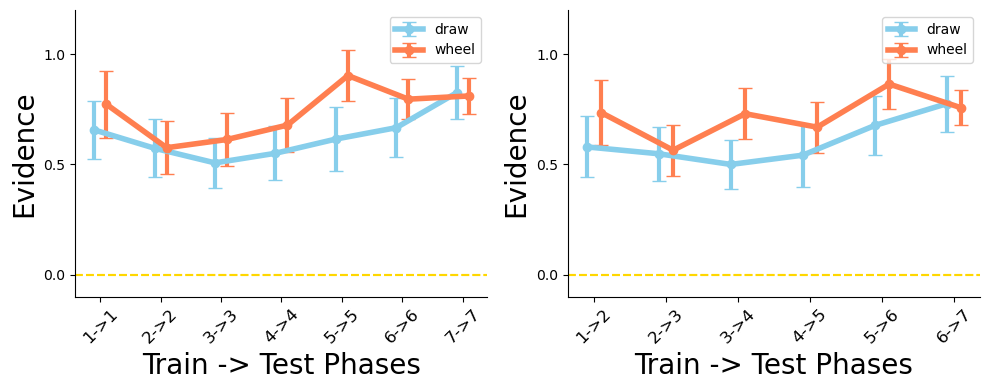 draw
wheel
1.0
0.5
0.0
Evidence
1->1
2->2
3->3
4->4
5->5
6->6
7->7
Train -> Test Phases
draw
wheel
1.0
0.5
0.0
Evidence
1->2
2->3
3->4
4->5
5->6
6->7
Train -> Test Phases